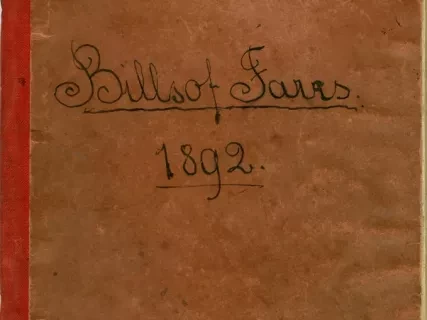 Bills of Fares.
1892.